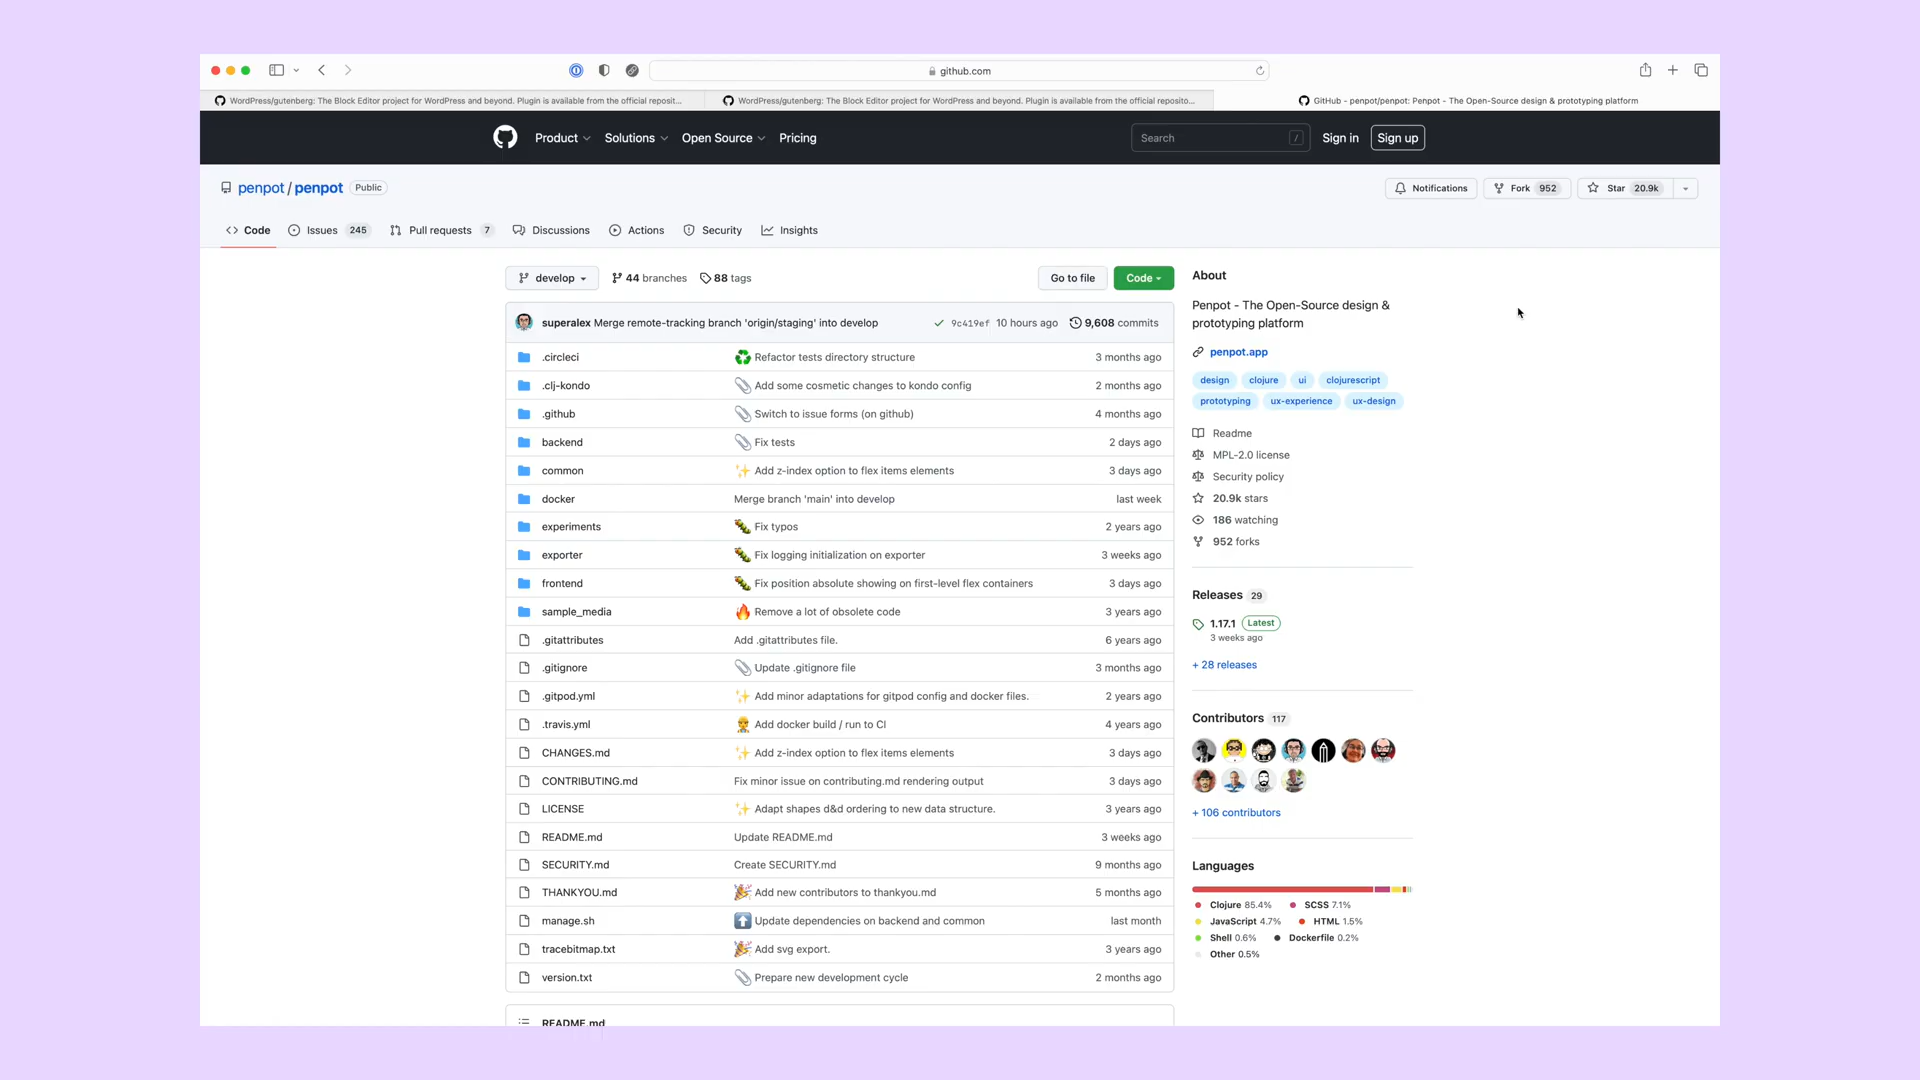 github.com
WordPress/gutenberg: The Block Editor project for WordPress and beyond. Plugin is available from the official reposit...
WordPress/gutenberg: The Block Editor project for WordPress and beyond. Plugin is available from the official reposito...
GitHub - penpot/penpot: Penpot - The Open-Source design & prototyping platform
Product Solutions Open Source Pricing Search / Sign in Sign up
penpot / penpot Public Notifications Fork 952 Star 20.9k
Code Issues 245 Pull requests 7 Discussions Actions Security Insights
develop 44 branches 88 tags Go to file Code
superalex Merge remote-tracking branch 'origin/staging' into develop 9c419ef 10 hours ago 9,608 commits
.circleci Refactor tests directory structure 3 months ago
.clj-kondo Add some cosmetic changes to kondo config 2 months ago
.github Switch to issue forms (on github) 4 months ago
backend Fix tests 2 days ago
common Add z-index option to flex items elements 3 days ago
docker Merge branch 'main' into develop last week
experiments Fix typos 2 years ago
exporter Fix logging initialization on exporter 3 weeks ago
frontend Fix position absolute showing on first-level flex containers 3 days ago
sample_media Remove a lot of obsolete code 3 years ago
.gitattributes Add .gitattributes file. 6 years ago
.gitignore Update .gitignore file 3 months ago
.gitpod.yml Add minor adaptations for gitpod config and docker files. 2 years ago
.travis.yml Add docker build / run to CI 4 years ago
CHANGES.md Add z-index option to flex items elements 3 days ago
CONTRIBUTING.md Fix minor issue on contributing.md rendering output 3 days ago
LICENSE Adapt shapes d&d ordering to new data structure. 3 years ago
README.md Update README.md 3 weeks ago
SECURITY.md Create SECURITY.md 9 months ago
THANKYOU.md Add new contributors to thankyou.md 5 months ago
manage.sh Update dependencies on backend and common last month
tracebitmap.txt Add svg export. 3 years ago
version.txt Prepare new development cycle 2 months ago
README.md
About
Penpot - The Open-Source design &
prototyping platform
penpot.app
design clojure ui clojurescript
prototyping ux-experience ux-design
Readme
MPL-2.0 license
Security policy
20.9k stars
186 watching
952 forks
Releases 29
1.17.1 Latest
3 weeks ago
+ 28 releases
Contributors 117
+ 106 contributors
Languages
Clojure 85.4% SCSS 7.1%
JavaScript 4.7% HTML 1.5%
Shell 0.6% Dockerfile 0.2%
Other 0.5%